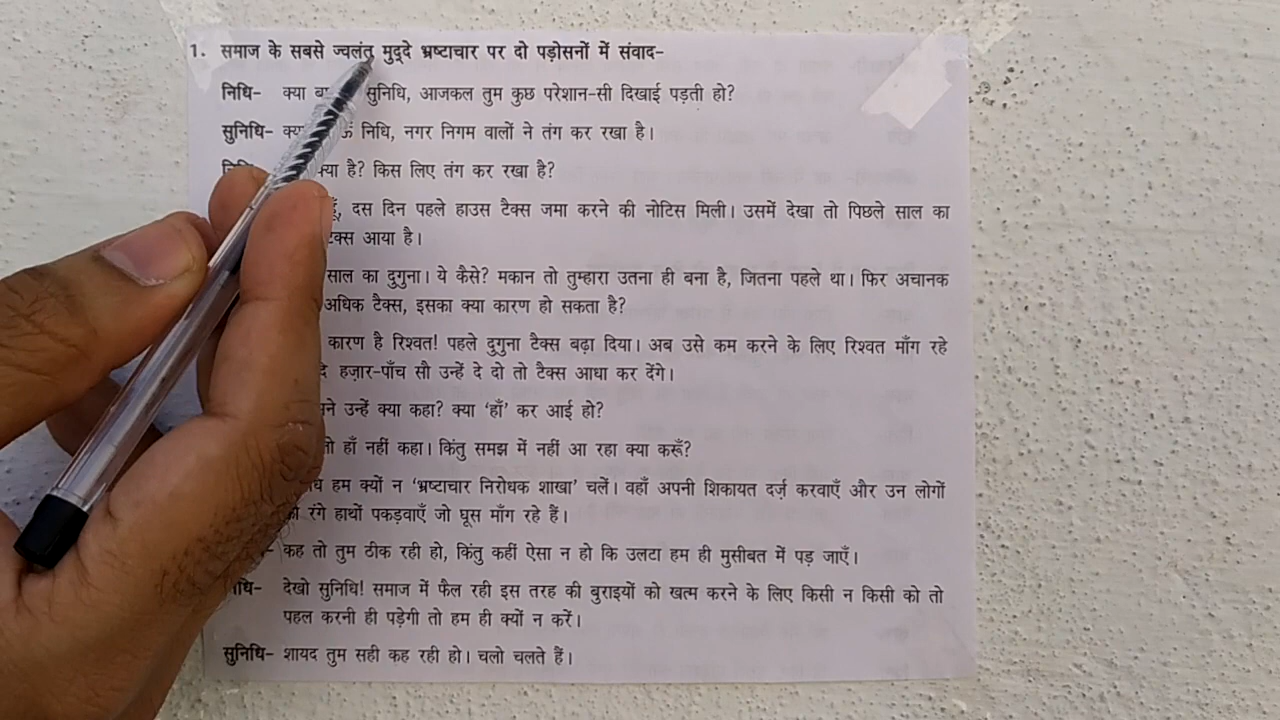 1. समाज के सबसे ज्वलंत मुद्दे भ्रष्टाचार पर दो पड़ोसनों में संवाद–
निधि– क्या सुनिधि, आजकल तुम कुछ परेशान-सी दिखाई पड़ती हो?
सुनिधि– निधि, नगर निगम वालों ने तंग कर रखा है।
क्या है? किस लिए तंग कर रखा है?
दस दिन पहले हाउस टैक्स जमा करने की नोटिस मिली। उसमें देखा तो पिछले साल का
आया है।
साल का दुगुना। ये कैसे? मकान तो तुम्हारा उतना ही बना है, जितना पहले था। फिर अचानक
अधिक टैक्स, इसका क्या कारण हो सकता है?
कारण है रिश्वत! पहले दुगुना टैक्स बढ़ा दिया। अब उसे कम करने के लिए रिश्वत माँग रहे
हज़ार-पाँच सौ उन्हें दे दो तो टैक्स आधा कर देंगे।
उन्हें क्या कहा? क्या ‘हाँ’ कर आई हो?
हाँ नहीं कहा। किंतु समझ में नहीं आ रहा क्या करूँ?
हम क्यों न ‘भ्रष्टाचार निरोधक शाखा’ चलें। वहाँ अपनी शिकायत दर्ज़ करवाएँ और उन लोगों
रंगे हाथों पकड़वाएँ जो घूस माँग रहे हैं।
कह तो तुम ठीक रही हो, किंतु कहीं ऐसा न हो कि उलटा हम ही मुसीबत में पड़ जाएँ।
देखो सुनिधि! समाज में फैल रही इस तरह की बुराइयों को खत्म करने के लिए किसी न किसी को तो
पहल करनी ही पड़ेगी तो हम ही क्यों न करें।
सुनिधि– शायद तुम सही कह रही हो। चलो चलते हैं।